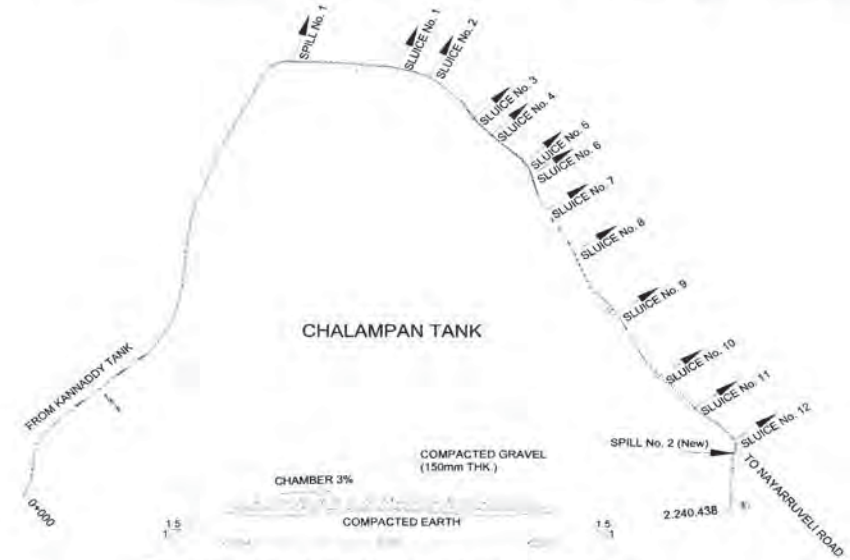 SPILL No. 1
SLUICE No. 1
SLUICE No. 2
SLUICE No. 3
SLUICE No. 4
SLUICE No. 5
SLUICE No. 6
SLUICE No. 7
SLUICE No. 8
SLUICE No. 9
CHALAMPAN TANK
FROM KANNADDY TANK
SLUICE No. 10
SLUICE No. 11
SLUICE No. 12
SPILL No. 2 (New)
TO NAYARRUVELI ROAD
COMPACTED GRAVEL
(150mm THK.)
CHAMBER 3%
COMPACTED EARTH
0+000
1.5
1
1.5
1
2.240.438